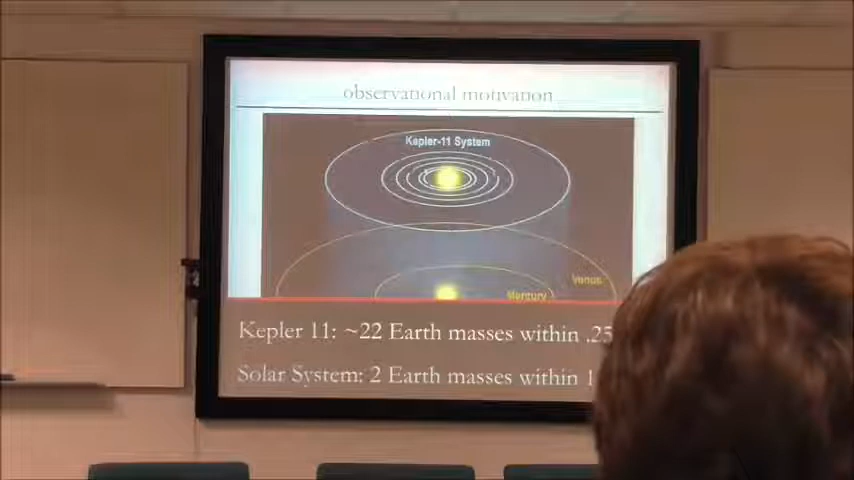 observational motivation
Kepler-11 System
Venus
Mercury
Kepler 11: ~22 Earth masses within .25
Solar System: 2 Earth masses within 1